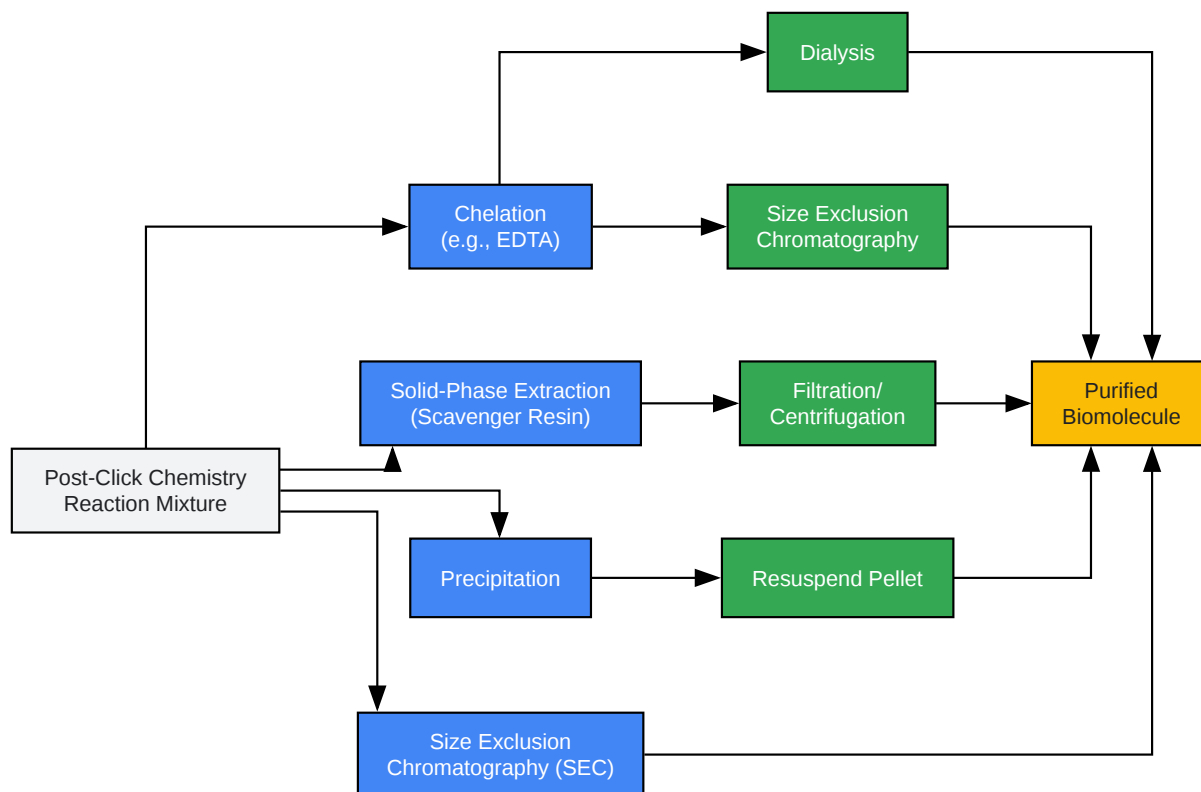 Dialysis
Chelation
(e.g., EDTA)
Size Exclusion
Chromatography
Solid-Phase Extraction
(Scavenger Resin)
Filtration/
Centrifugation
Purified
Biomolecule
Post-Click Chemistry
Reaction Mixture
Precipitation
Resuspend Pellet
Size Exclusion
Chromatography (SEC)